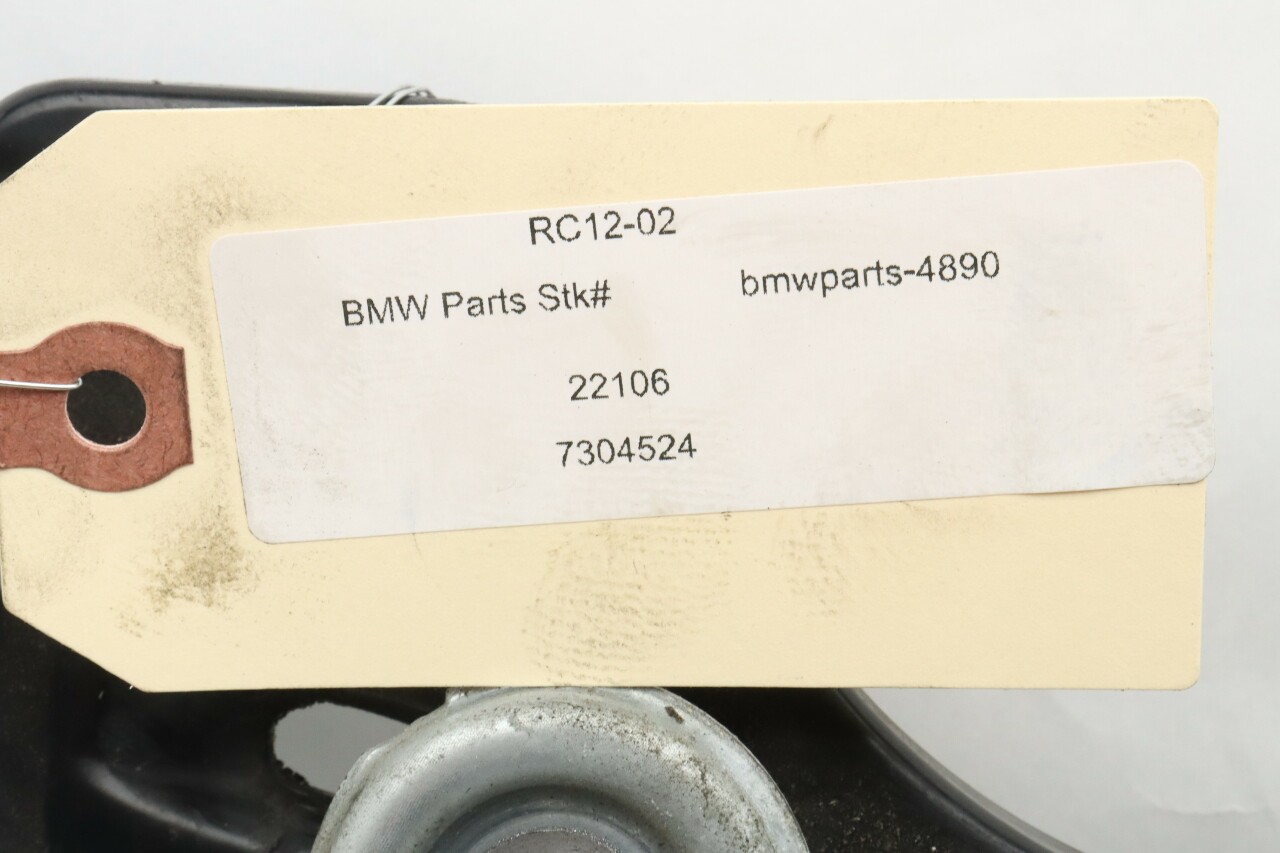 RC12-02
BMW Parts Stk# bmwparts-4890
22106
7304524